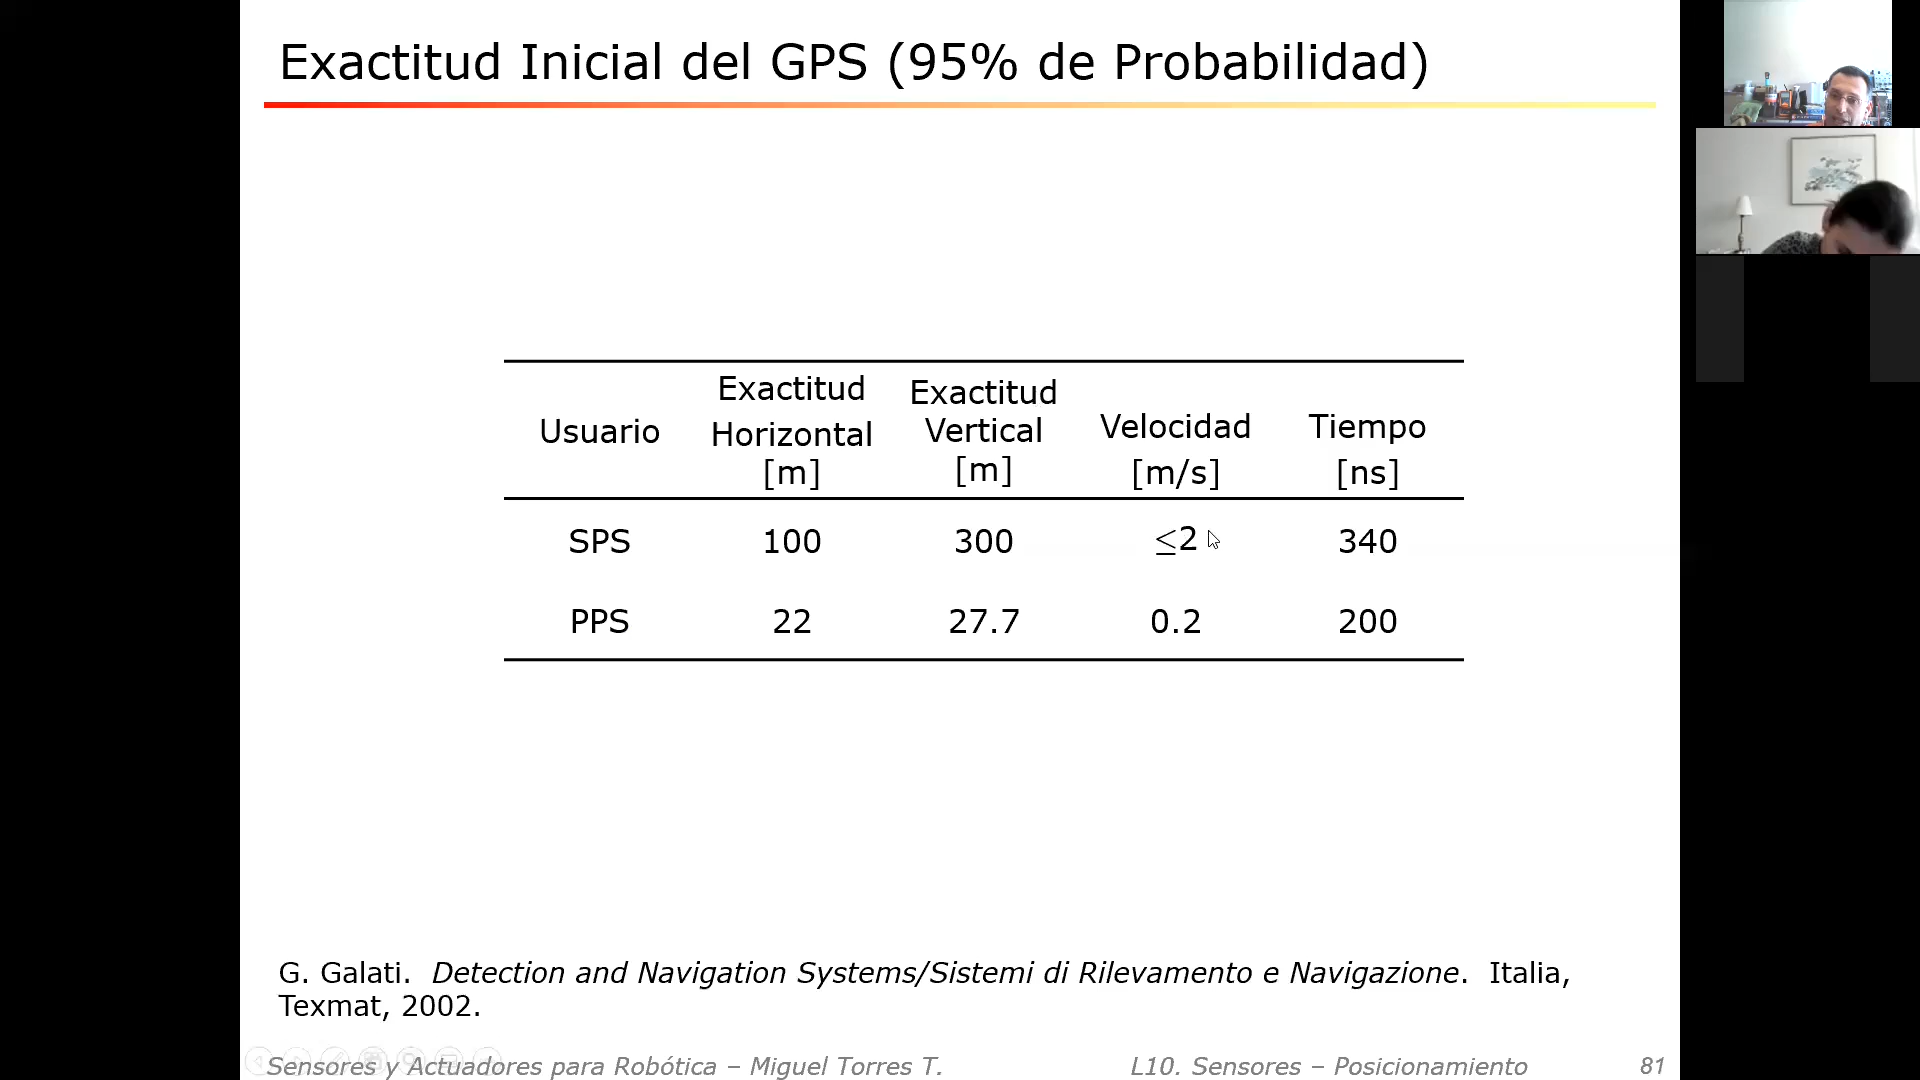 Exactitud Inicial del GPS (95% de Probabilidad)
Usuario
Exactitud
Horizontal
[m]
Exactitud
Vertical
[m]
Velocidad
[m/s]
Tiempo
[ns]
SPS 100 300 ≤2 340
PPS 22 27.7 0.2 200
G. Galati. Detection and Navigation Systems/Sistemi di Rilevamento e Navigazione. Italia,
Texmat, 2002.
Sensores y Actuadores para Robótica – Miguel Torres T. L10. Sensores – Posicionamiento 81